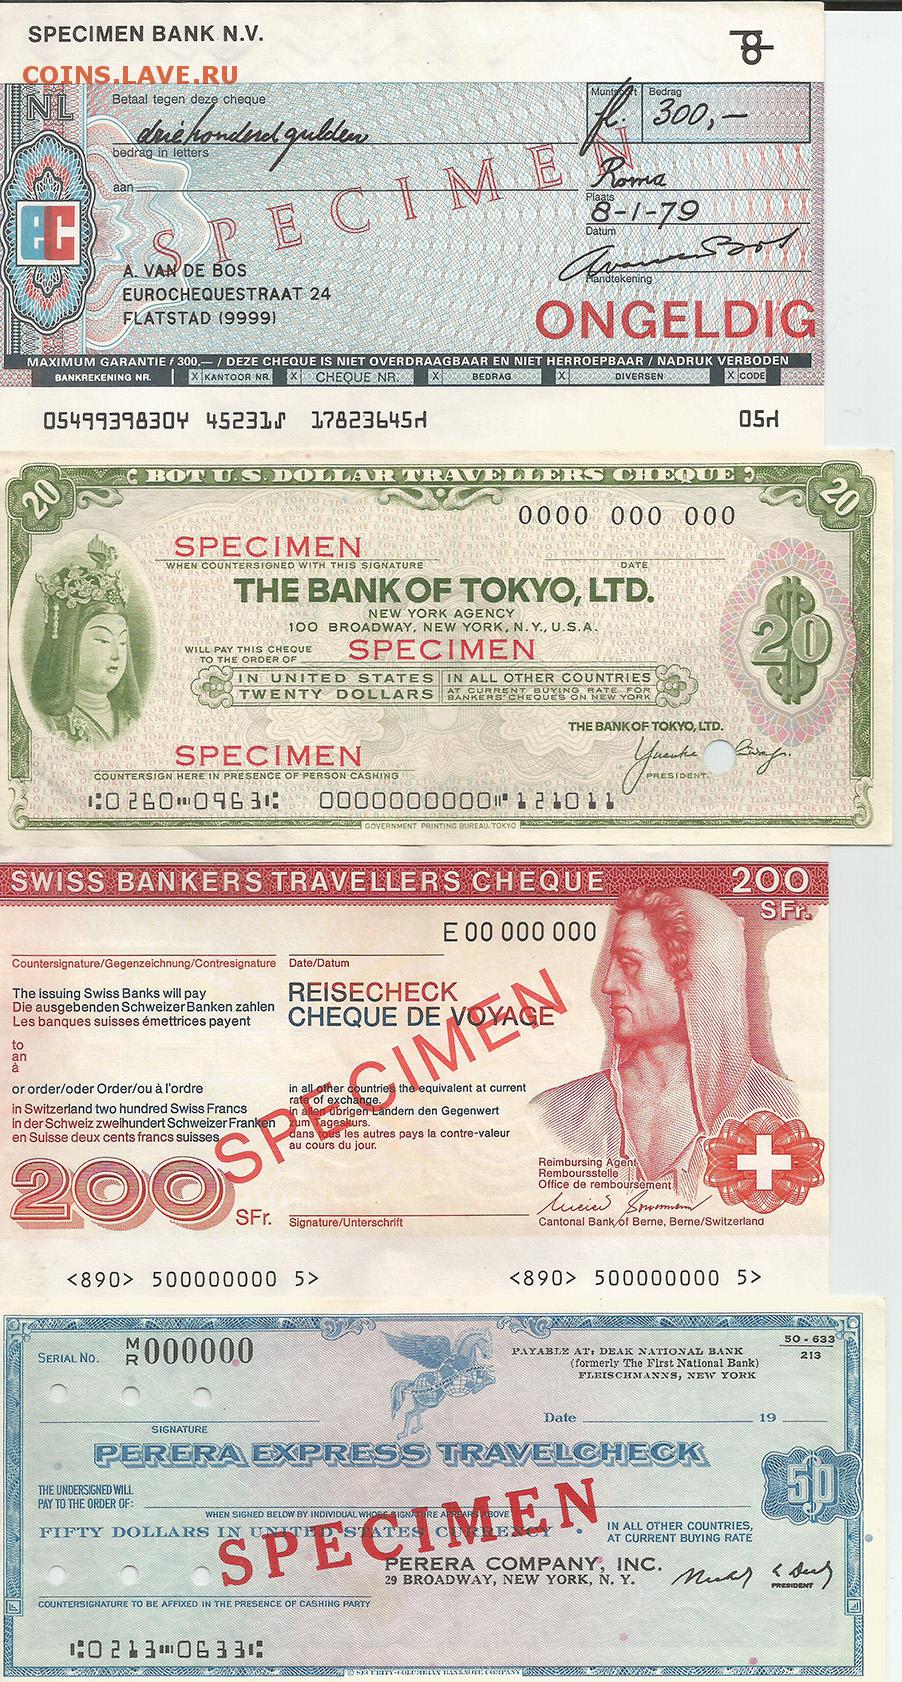 SPECIMEN BANK N.V.
8
COINS.LAVE.RU
NL
Betaal tegen deze cheque
Muntsoort
Bedrag
driehonderd gulden
fl.
300,—
bedrag in letters
aan
SPECIMEN
Roma
Plaats
8-1-79
Datum
ec
A. VAN DE BOS
EUROCHEQUESTRAAT 24
FLATSTAD (9999)
Handtekening
ONGELDIG
MAXIMUM GARANTIE f 300,— / DEZE CHEQUE IS NIET OVERDRAAGBAAR EN NIET HERROEPBAAR / NADRUK VERBODEN
BANKREKENING NR. X KANTOOR NR. X CHEQUE NR. X BEDRAG X DIVERSEN X CODE
0549939830Y 45231 17823645H 05H
BOT U.S. DOLLAR TRAVELLERS CHEQUE
20
20
0000 000 000
SPECIMEN
WHEN COUNTERSIGNED WITH THIS SIGNATURE
DATE
THE BANK OF TOKYO, LTD.
NEW YORK AGENCY
100 BROADWAY, NEW YORK, N.Y., U.S.A.
WILL PAY THIS CHEQUE
TO THE ORDER OF
SPECIMEN
$20
IN UNITED STATES
TWENTY DOLLARS
IN ALL OTHER COUNTRIES
AT CURRENT BUYING RATE FOR
BANKERS' CHEQUES ON NEW YORK
THE BANK OF TOKYO, LTD.
SPECIMEN
COUNTERSIGN HERE IN PRESENCE OF PERSON CASHING
PRESIDENT.
⑆0260⑉0963⑆ 0000000000⑈121011
GOVERNMENT PRINTING BUREAU, TOKYO
SWISS BANKERS TRAVELLERS CHEQUE
200
SFr.
E 00 000 000
Countersignature/Gegenzeichnung/Contresignature
Date/Datum
The issuing Swiss Banks will pay
Die ausgebenden Schweizer Banken zahlen
Les banques suisses émettrices payent
REISECHECK
CHEQUE DE VOYAGE
SPECIMEN
to
an
à
or order/oder Order/ou à l'ordre
in Switzerland two hundred Swiss Francs
in der Schweiz zweihundert Schweizer Franken
en Suisse deux cents francs suisses
in all other countries the equivalent at current
rate of exchange.
in allen übrigen Ländern den Gegenwert
zum Tageskurs.
dans tous les autres pays la contre-valeur
au cours du jour.
200
SFr.
Signature/Unterschrift
Reimbursing Agent
Remboursstelle
Office de remboursement
Cantonal Bank of Berne, Berne/Switzerland
<890> 500000000 5> <890> 500000000 5>
SERIAL NO. MR 000000
PERERA
PAYABLE AT: DEAK NATIONAL BANK
(formerly The First National Bank)
FLEISCHMANNS, NEW YORK
50-633
213
SIGNATURE
Date
19
PERERA EXPRESS TRAVELCHECK
$50
THE UNDERSIGNED WILL
PAY TO THE ORDER OF:
WHEN SIGNED BELOW BY INDIVIDUAL WHOSE SIGNATURE APPEARS ABOVE
FIFTY DOLLARS IN UNITED STATES CURRENCY
SPECIMEN
IN ALL OTHER COUNTRIES,
AT CURRENT BUYING RATE
PERERA COMPANY, INC.
29 BROADWAY, NEW YORK, N. Y.
PRESIDENT
COUNTERSIGNATURE TO BE AFFIXED IN THE PRESENCE OF CASHING PARTY
⑆0213⑉0633⑆
© SECURITY-COLUMBIAN BANKNOTE COMPANY